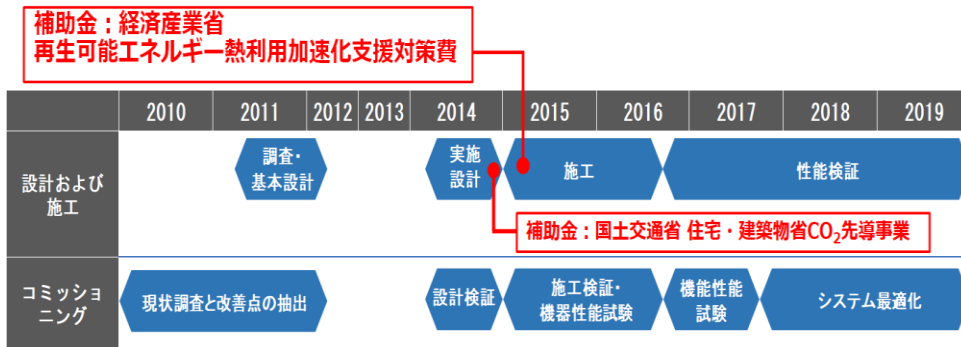 補助金：経済産業省
再生可能エネルギー熱利用加速化支援対策費
2010 2011 2012 2013 2014 2015 2016 2017 2018 2019
設計および
施工
調査・
基本設計
実施
設計
施工
性能検証
補助金：国土交通省 住宅・建築物省CO₂先導事業
コミッショ
ニング
現状調査と改善点の抽出
設計検証
施工検証・
機器性能試験
機能性能
試験
システム最適化